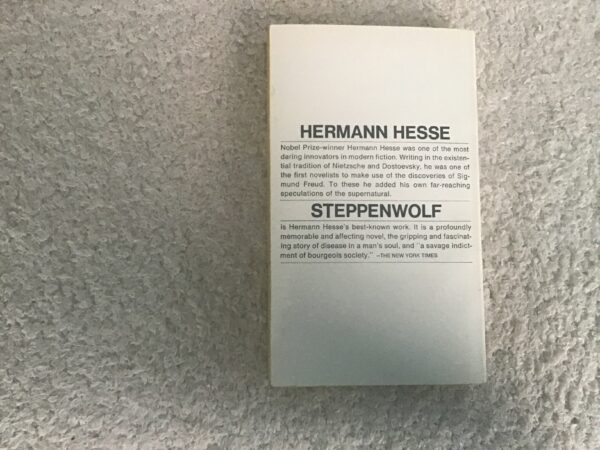 HERMANN HESSE
Nobel Prize-winner Hermann Hesse was one of the most
daring innovators in modern fiction. Writing in the existen-
tial tradition of Nietzsche and Dostoevsky, he was one of
the first novelists to make use of the discoveries of Sig-
mund Freud. To these he added his own far-reaching
speculations of the supernatural.
STEPPENWOLF
is Hermann Hesse's best-known work. It is a profoundly
memorable and affecting novel, the gripping and fascinat-
ing story of disease in a man's soul, and "a savage indict-
ment of bourgeois society." –THE NEW YORK TIMES